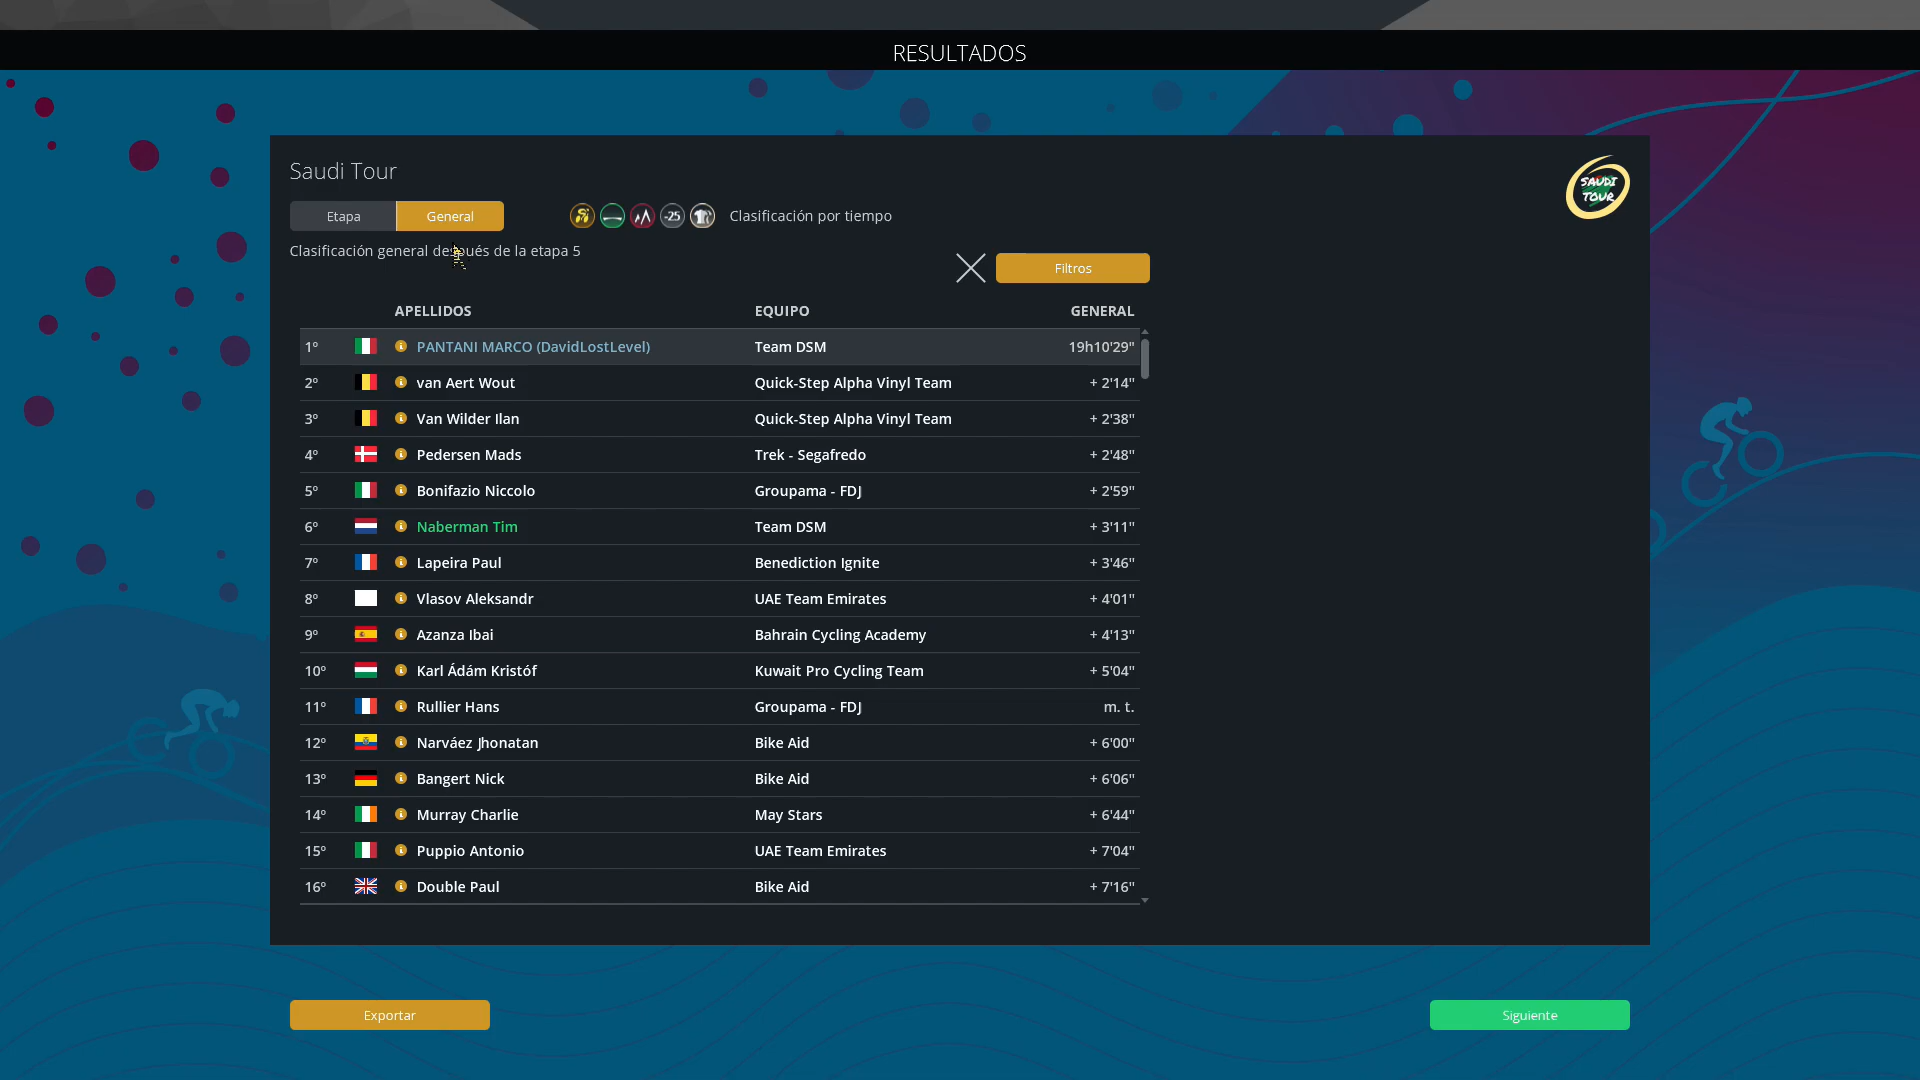 RESULTADOS
Saudi Tour
SAUDI
TOUR
Etapa General -25 Clasificación por tiempo
Clasificación general después de la etapa 5
Filtros
APELLIDOS EQUIPO GENERAL
1º PANTANI MARCO (DavidLostLevel) Team DSM 19h10'29''
2º van Aert Wout Quick-Step Alpha Vinyl Team + 2'14''
3º Van Wilder Ilan Quick-Step Alpha Vinyl Team + 2'38''
4º Pedersen Mads Trek - Segafredo + 2'48''
5º Bonifazio Niccolo Groupama - FDJ + 2'59''
6º Naberman Tim Team DSM + 3'11''
7º Lapeira Paul Benediction Ignite + 3'46''
8º Vlasov Aleksandr UAE Team Emirates + 4'01''
9º Azanza Ibai Bahrain Cycling Academy + 4'13''
10º Karl Ádám Kristóf Kuwait Pro Cycling Team + 5'04''
11º Rullier Hans Groupama - FDJ m. t.
12º Narváez Jhonatan Bike Aid + 6'00''
13º Bangert Nick Bike Aid + 6'06''
14º Murray Charlie May Stars + 6'44''
15º Puppio Antonio UAE Team Emirates + 7'04''
16º Double Paul Bike Aid + 7'16''
Exportar Siguiente